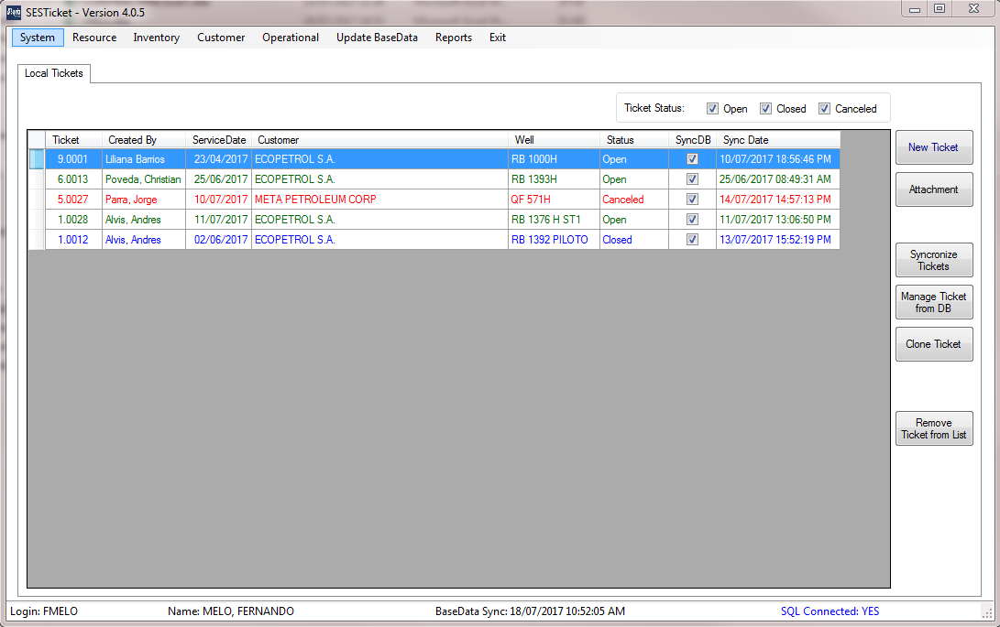 SESTicket - Version 4.0.5
System Resource Inventory Customer Operational Update BaseData Reports Exit
Local Tickets
Ticket Status: Open Closed Canceled
Ticket Created By ServiceDate Customer Well Status SyncDB Sync Date
9.0001 Liliana Barrios 23/04/2017 ECOPETROL S.A. RB 1000H Open 10/07/2017 18:56:46 PM
6.0013 Poveda, Christian 25/06/2017 ECOPETROL S.A. RB 1393H Open 25/06/2017 08:49:31 AM
5.0027 Parra, Jorge 10/07/2017 META PETROLEUM CORP QF 571H Canceled 14/07/2017 14:57:13 PM
1.0028 Alvis, Andres 11/07/2017 ECOPETROL S.A. RB 1376 H ST1 Open 11/07/2017 13:06:50 PM
1.0012 Alvis, Andres 02/06/2017 ECOPETROL S.A. RB 1392 PILOTO Closed 13/07/2017 15:52:19 PM
New Ticket
Attachment
Syncronize
Tickets
Manage Ticket
from DB
Clone Ticket
Remove
Ticket from List
Login: FMELO Name: MELO, FERNANDO BaseData Sync: 18/07/2017 10:52:05 AM SQL Connected: YES